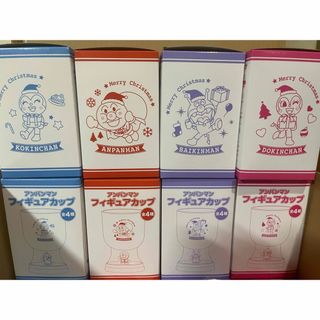 Merry Christmas
KOKINCHAN
Merry Christmas
ANPANMAN
Merry Christmas
BAIKINMAN
Merry Christmas
DOKINCHAN
アンパンマン
フィギュアカップ
全4種
アンパンマン
フィギュアカップ
全4種
アンパンマン
フィギュアカップ
全4種
アンパンマン
フィギュアカップ
全4種